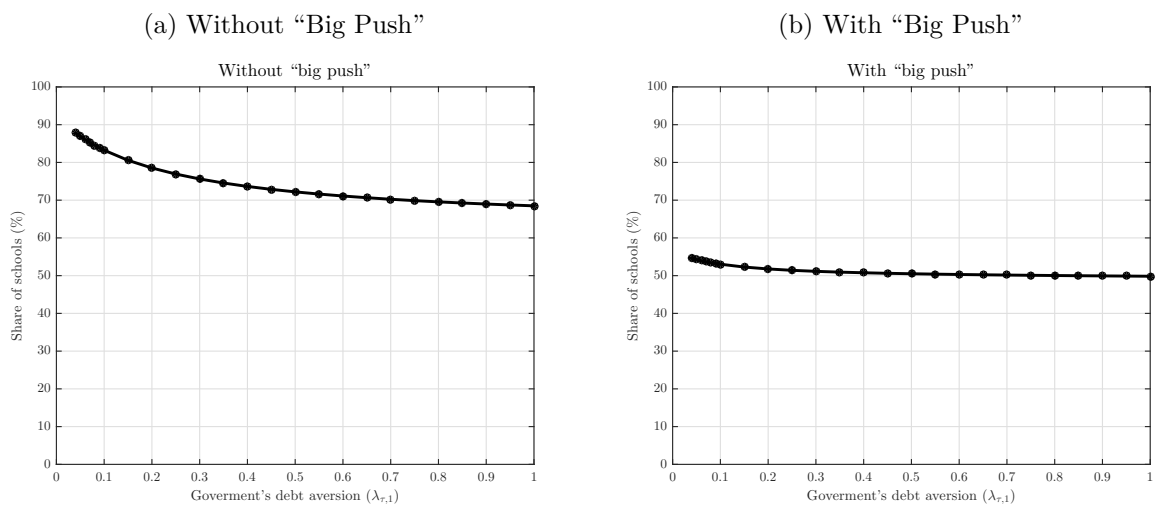 (a) Without “Big Push”
Without “big push”
100
90
80
70
60
50
40
30
20
10
0
Share of schools (%)
0 0.1 0.2 0.3 0.4 0.5 0.6 0.7 0.8 0.9 1
Goverment's debt aversion (λτ,1)
(b) With “Big Push”
With “big push”
100
90
80
70
60
50
40
30
20
10
0
Share of schools (%)
0 0.1 0.2 0.3 0.4 0.5 0.6 0.7 0.8 0.9 1
Goverment's debt aversion (λτ,1)